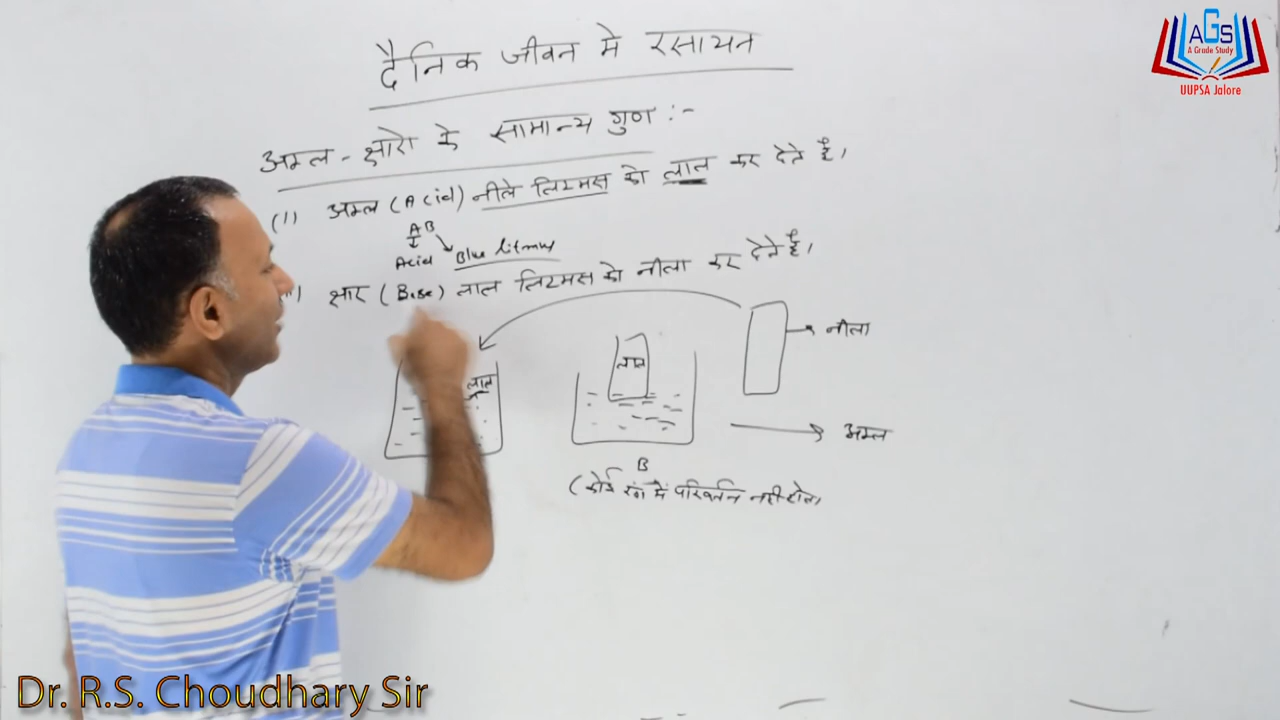 दैनिक जीवन मे रसायन
अम्ल - क्षारो के सामान्य गुण :-
(1) अम्ल (Acid) नीले लिटमस को लाल कर देते है।
AB
Acid Blue litmus
क्षार (Base) लाल लिटमस को नीला कर देते है।
नीला
लाल
लाल
अम्ल
B
(कोई रंग में परिवर्तन नही होता
AGS
A Grade Study
UUPSA Jalore
Dr. R.S. Choudhary Sir